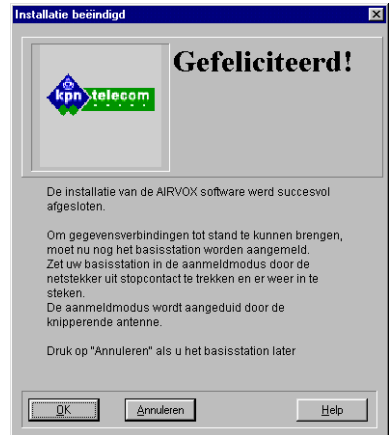 Installatie beëindigd
Gefeliciteerd!
kpn telecom
De installatie van de AIRVOX software werd succesvol
afgesloten.
Om gegevensverbindingen tot stand te kunnen brengen,
moet nu nog het basisstation worden aangemeld.
Zet uw basisstation in de aanmeldmodus door de
netstekker uit stopcontact te trekken en er weer in te
steken.
De aanmeldmodus wordt aangeduid door de
knipperende antenne.
Druk op "Annuleren" als u het basisstation later
OK
Annuleren
Help